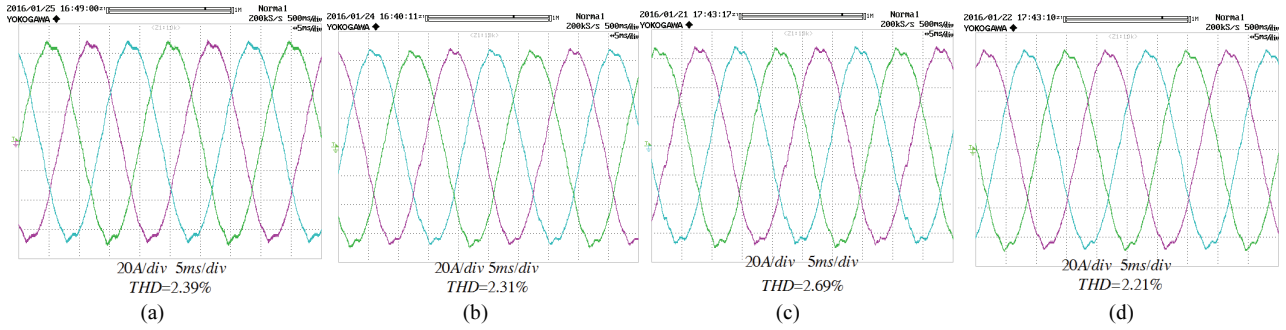 2016/01/25 16:49:00
1M
Normal
YOKOGAWA ◆
200kS/s 500ms/div
5ms/div
20A/div 5ms/div
THD=2.39%
(a)
2016/01/24 16:40:11
1M
Normal
YOKOGAWA ◆
200kS/s 500ms/div
5ms/div
20A/div 5ms/div
THD=2.31%
(b)
2016/01/21 17:43:17
1M
Normal
YOKOGAWA ◆
200kS/s 500ms/div
5ms/div
20A/div 5ms/div
THD=2.69%
(c)
2016/01/22 17:43:10
1M
Normal
YOKOGAWA ◆
200kS/s 500ms/div
5ms/div
20A/div 5ms/div
THD=2.21%
(d)